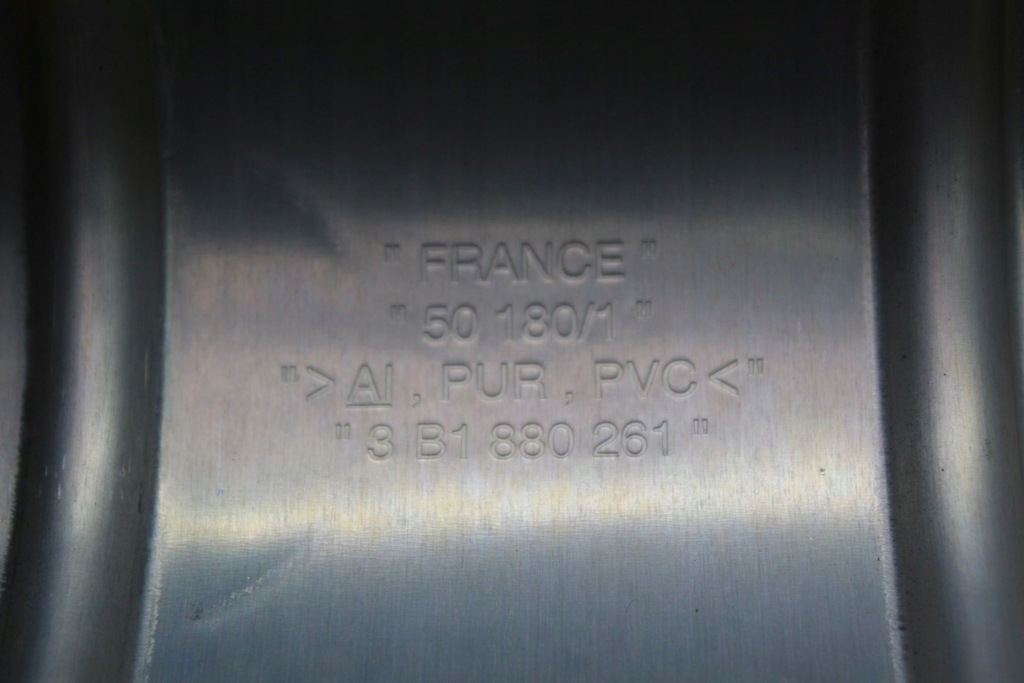 " FRANCE "
" 50 180/1 "
">AI, PUR, PVC<"
" 3 B1 880 261 "